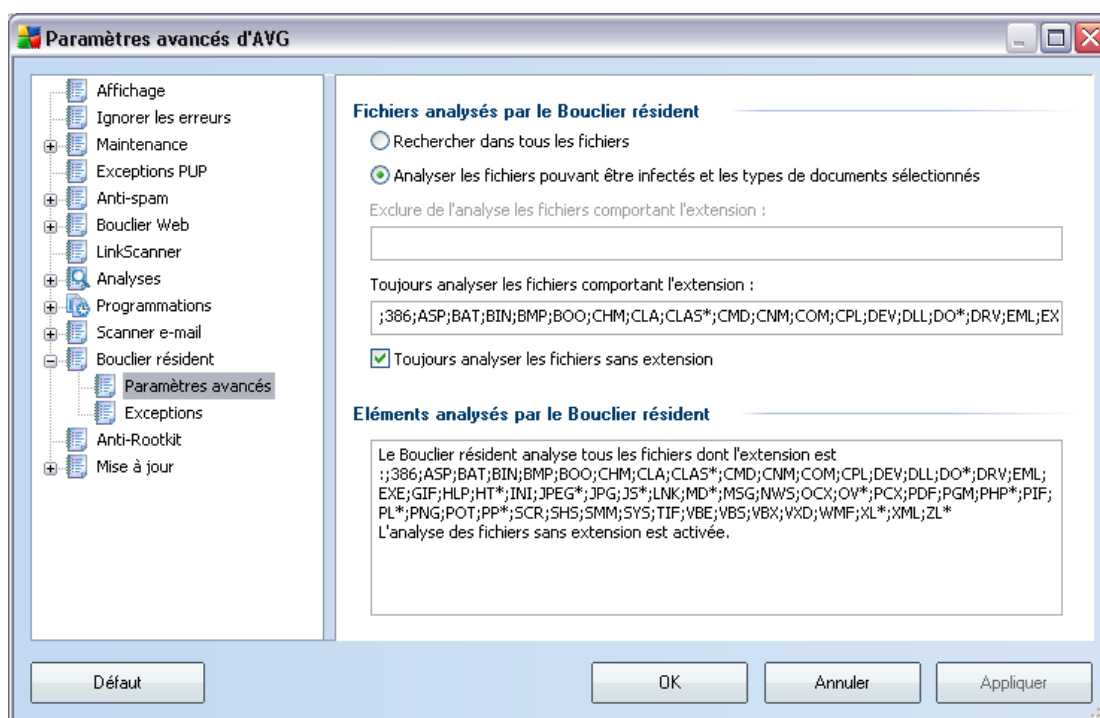 Paramètres avancés d'AVG
Affichage
Ignorer les erreurs
Maintenance
Exceptions PUP
Anti-spam
Bouclier Web
LinkScanner
Analyses
Programmations
Scanner e-mail
Bouclier résident
Paramètres avancés
Exceptions
Anti-Rootkit
Mise à jour
Fichiers analysés par le Bouclier résident
Rechercher dans tous les fichiers
Analyser les fichiers pouvant être infectés et les types de documents sélectionnés
Exclure de l'analyse les fichiers comportant l'extension :
Toujours analyser les fichiers comportant l'extension :
;386;ASP;BAT;BIN;BMP;BOO;CHM;CLA;CLAS*;CMD;CNM;COM;CPL;DEV;DLL;DO*;DRV;EML;EX
Toujours analyser les fichiers sans extension
Eléments analysés par le Bouclier résident
Le Bouclier résident analyse tous les fichiers dont l'extension est
:;386;ASP;BAT;BIN;BMP;BOO;CHM;CLA;CLAS*;CMD;CNM;COM;CPL;DEV;DLL;DO*;DRV;EML;
EXE;GIF;HLP;HT*;INI;JPEG*;JPG;JS*;LNK;MD*;MSG;NWS;OCX;OV*;PCX;PDF;PGM;PHP*;PIF;
PL*;PNG;POT;PP*;SCR;SHS;SMM;SYS;TIF;VBE;VBS;VBX;VXD;WMF;XL*;XML;ZL*
L'analyse des fichiers sans extension est activée.
Défaut
OK
Annuler
Appliquer